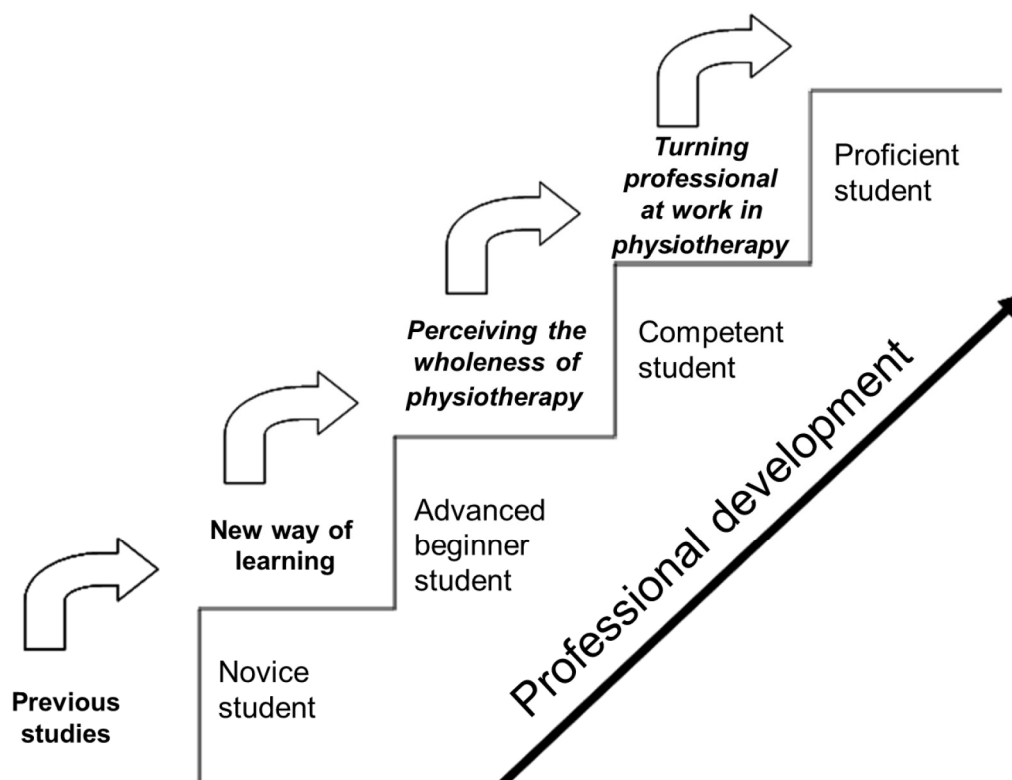 Turning
professional
at work in
physiotherapy
Proficient
student
Perceiving the
wholeness of
physiotherapy
Competent
student
New way of
learning
Advanced
beginner
student
Previous
studies
Novice
student
Professional development